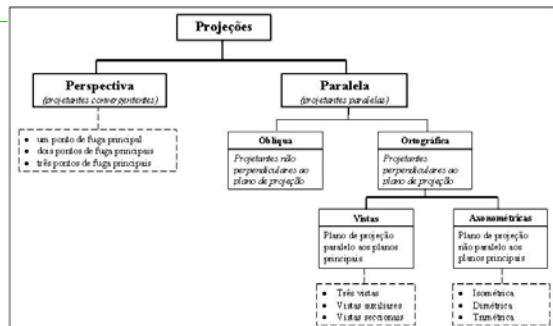 Projeções
Perspectiva
(projetantes convergentes)
um ponto de fuga principal
dois pontos de fuga principais
três pontos de fuga principais
Paralela
(projetantes paralelas)
Oblíqua
Projetantes não
perpendiculares ao
plano de projeção
Ortográfica
Projetantes
perpendiculares ao
plano de projeção
Vistas
Plano de projeção
paralelo aos planos
principais
Três vistas
Vistas auxiliares
Vistas seccionais
Axonométricas
Plano de projeção
não paralelo aos
planos principais
Isométrica
Dimétrica
Trimétrica